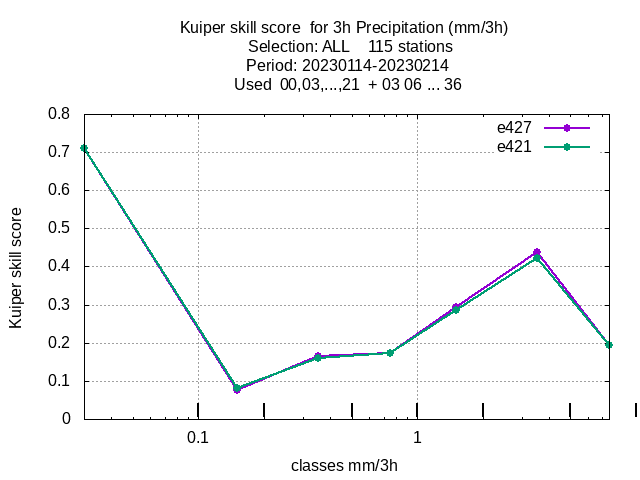 Kuiper skill score  for 3h Precipitation (mm/3h)
Selection: ALL    115 stations
Period: 20230114-20230214
Used  00,03,...,21  + 03 06 ... 36
e427
e421
0.8
0.7
0.6
0.5
0.4
0.3
0.2
0.1
0
Kuiper skill score
0.1 1
classes mm/3h